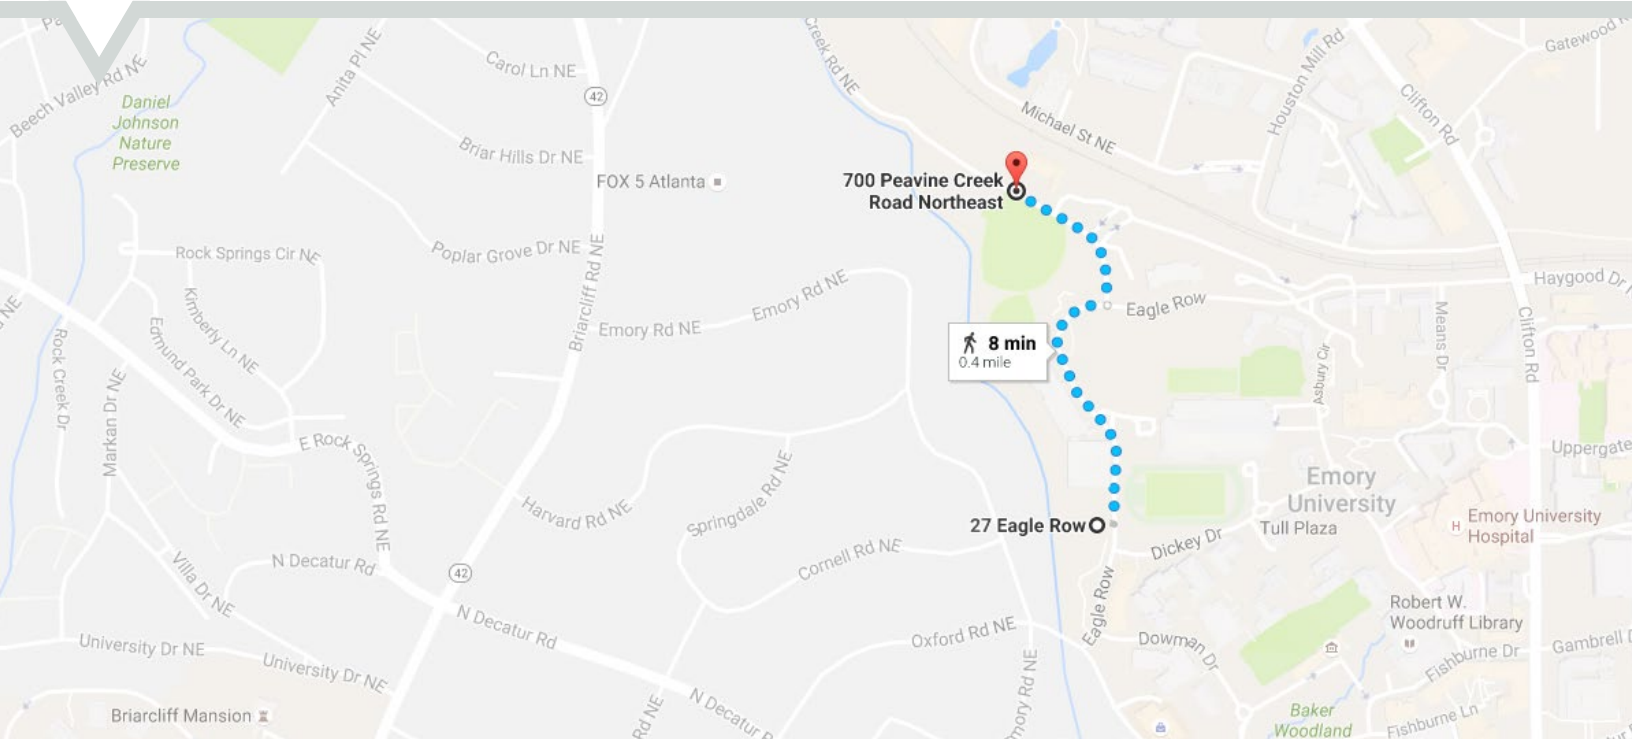 Creek Rd NE
Gatewood
Carol Ln NE
Anita Pl NE
Houston Mill Rd
Beech Valley Rd NE
42
Clifton Rd
Daniel
Johnson
Nature
Preserve
Michael St NE
Briar Hills Dr NE
FOX 5 Atlanta
700 Peavine Creek
Road Northeast
Rock Springs Cir NE
Poplar Grove Dr NE
Briarcliff Rd NE
Emory Rd NE
Emory Rd NE
Eagle Row
Haygood Dr
NE
Kimberly Ln NE
Edmund Park Dr NE
Rock Creek Dr
Markan Dr NE
8 min
0.4 mile
Means Dr
Clifton Rd
Asbury Cir
E Rock Springs Rd NE
Uppergate
Emory
University
Harvard Rd NE
Springdale Rd NE
27 Eagle Row
Tull Plaza
H
Emory University
Hospital
Dickey Dr
Cornell Rd NE
N Decatur Rd
42
Villa Dr NE
Eagle Row
Robert W.
Woodruff Library
N Decatur Rd
Oxford Rd NE
Dowman Dr
University Dr NE
University Dr NE
Fishburne Dr
Gambrell
Briarcliff Mansion
Rd NE
N Decatur
mory Rd NE
Baker
Woodland
Fishburne Ln